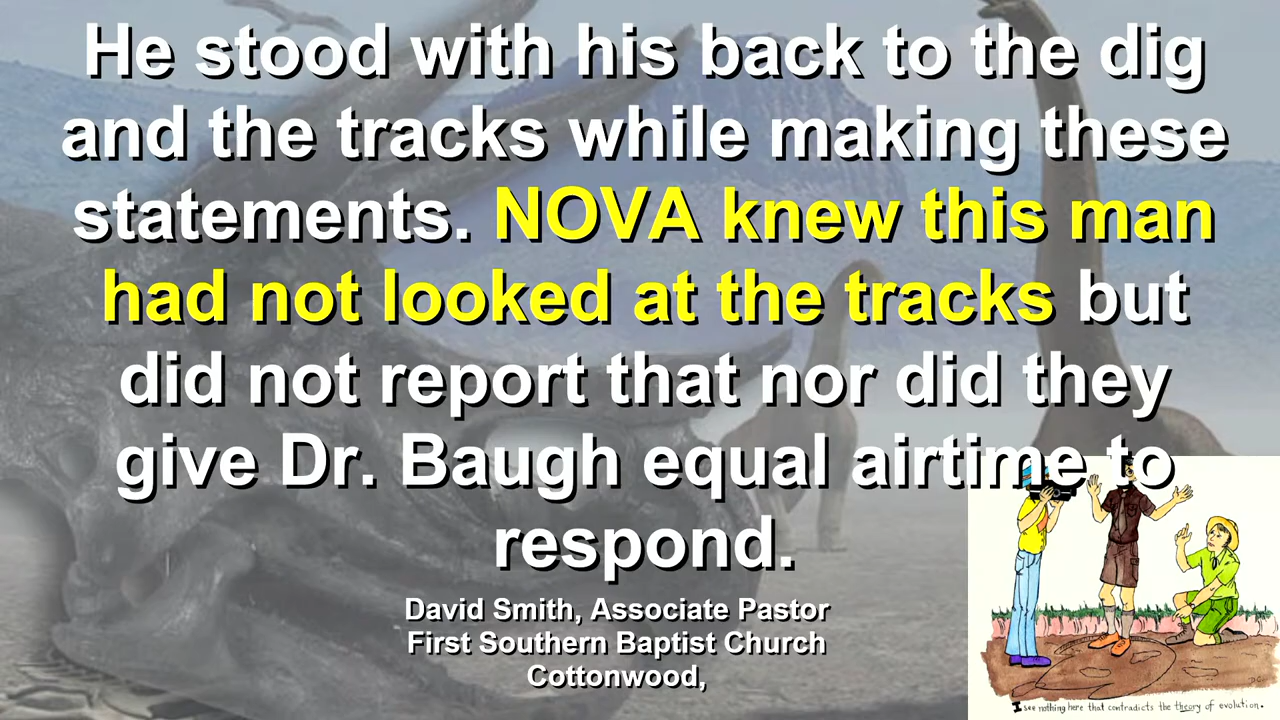 He stood with his back to the dig
and the tracks while making these
statements. NOVA knew this man
had not looked at the tracks but
did not report that nor did they
give Dr. Baugh equal airtime to
respond.
David Smith, Associate Pastor
First Southern Baptist Church
Cottonwood,
I see nothing here that contradicts the theory of evolution.